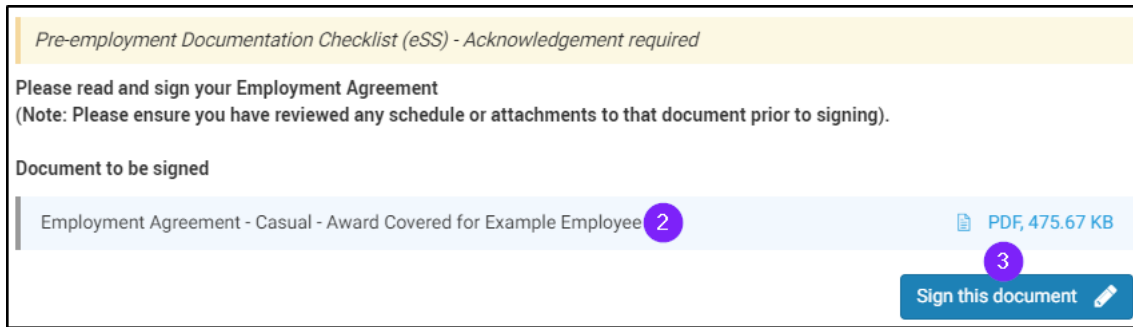 Pre-employment Documentation Checklist (eSS) - Acknowledgement required
Please read and sign your Employment Agreement
(Note: Please ensure you have reviewed any schedule or attachments to that document prior to signing).
Document to be signed
Employment Agreement - Casual - Award Covered for Example Employee 2 PDF, 475.67 KB
3
Sign this document